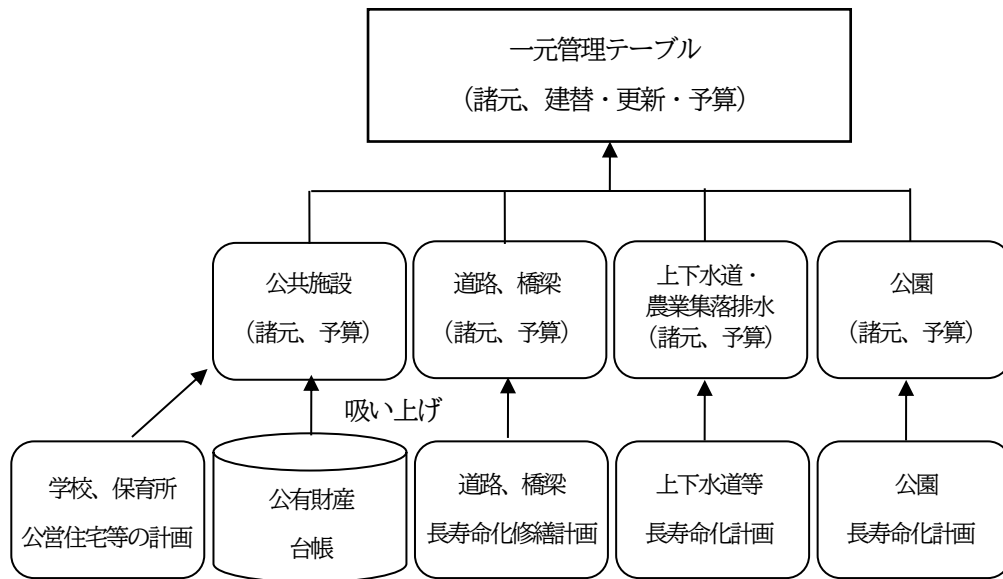 一元管理テーブル
（諸元、建替・更新・予算）
公共施設
（諸元、予算）
道路、橋梁
（諸元、予算）
上下水道・
農業集落排水
（諸元、予算）
公園
（諸元、予算）
吸い上げ
学校、保育所
公営住宅等の計画
公有財産
台帳
道路、橋梁
長寿命化修繕計画
上下水道等
長寿命化計画
公園
長寿命化計画